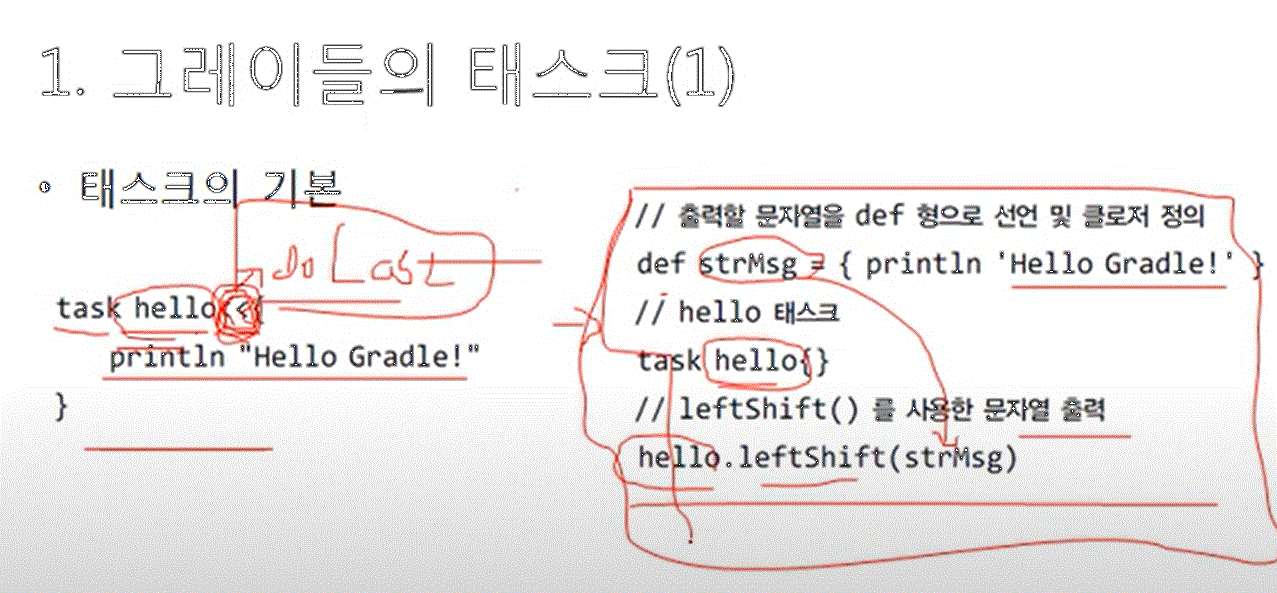 1. 그레이들의 태스크(1)
• 태스크의 기본
doLast
task hello << {
println "Hello Gradle!"
}
// 출력할 문자열을 def 형으로 선언 및 클로저 정의
def strMsg = { println 'Hello Gradle!' }
// hello 태스크
task hello{}
// leftShift() 를 사용한 문자열 출력
hello.leftShift(strMsg)